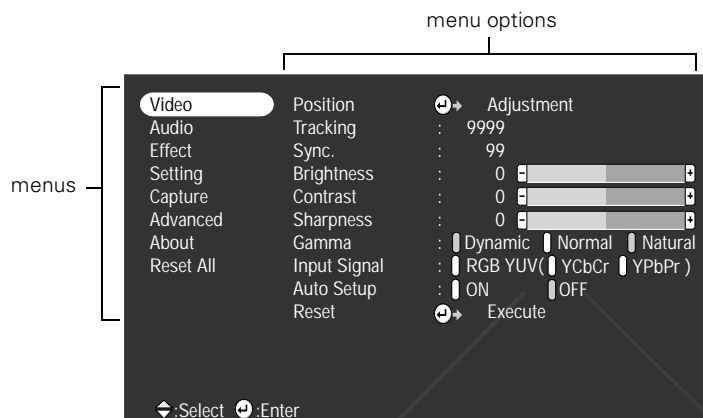 menu options
menus
Video Position Adjustment
Audio Tracking : 9999
Effect Sync. : 99
Setting Brightness : 0 - +
Capture Contrast : 0 - +
Advanced Sharpness : 0 - +
About Gamma : Dynamic Normal Natural
Reset All Input Signal : RGB YUV( YCbCr YPbPr )
Auto Setup : ON OFF
Reset Execute
:Select :Enter